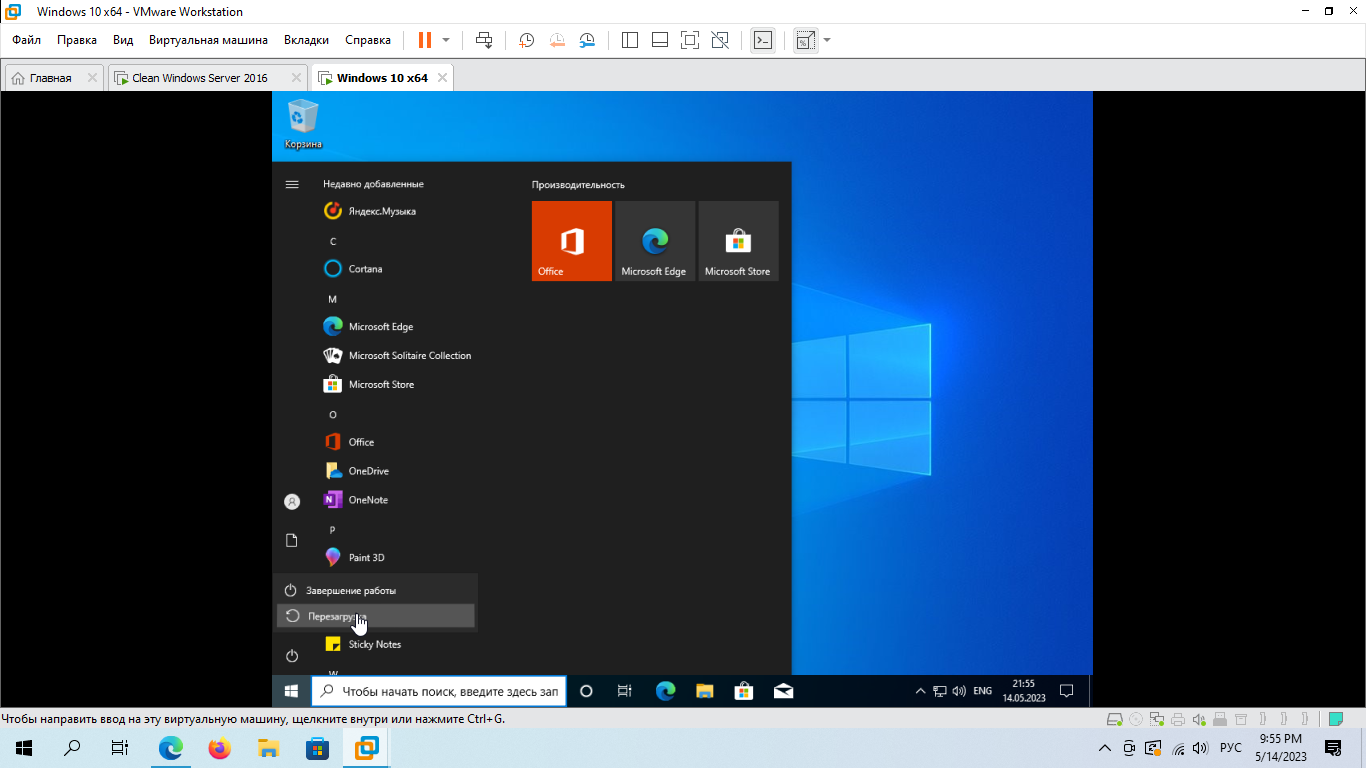 Windows 10 x64 - VMware Workstation
Файл Правка Вид Виртуальная машина Вкладки Справка
Главная Clean Windows Server 2016 Windows 10 x64
Корзина
Недавно добавленные
Производительность
Яндекс.Музыка
C
Cortana
Office Microsoft Edge Microsoft Store
M
Microsoft Edge
Microsoft Solitaire Collection
Microsoft Store
O
Office
OneDrive
OneNote
P
Paint 3D
Завершение работы
Перезагрузка
Sticky Notes
W
Чтобы начать поиск, введите здесь зап
ENG
21:55
14.05.2023
Чтобы направить ввод на эту виртуальную машину, щелкните внутри или нажмите Ctrl+G.
РУС
9:55 PM
5/14/2023